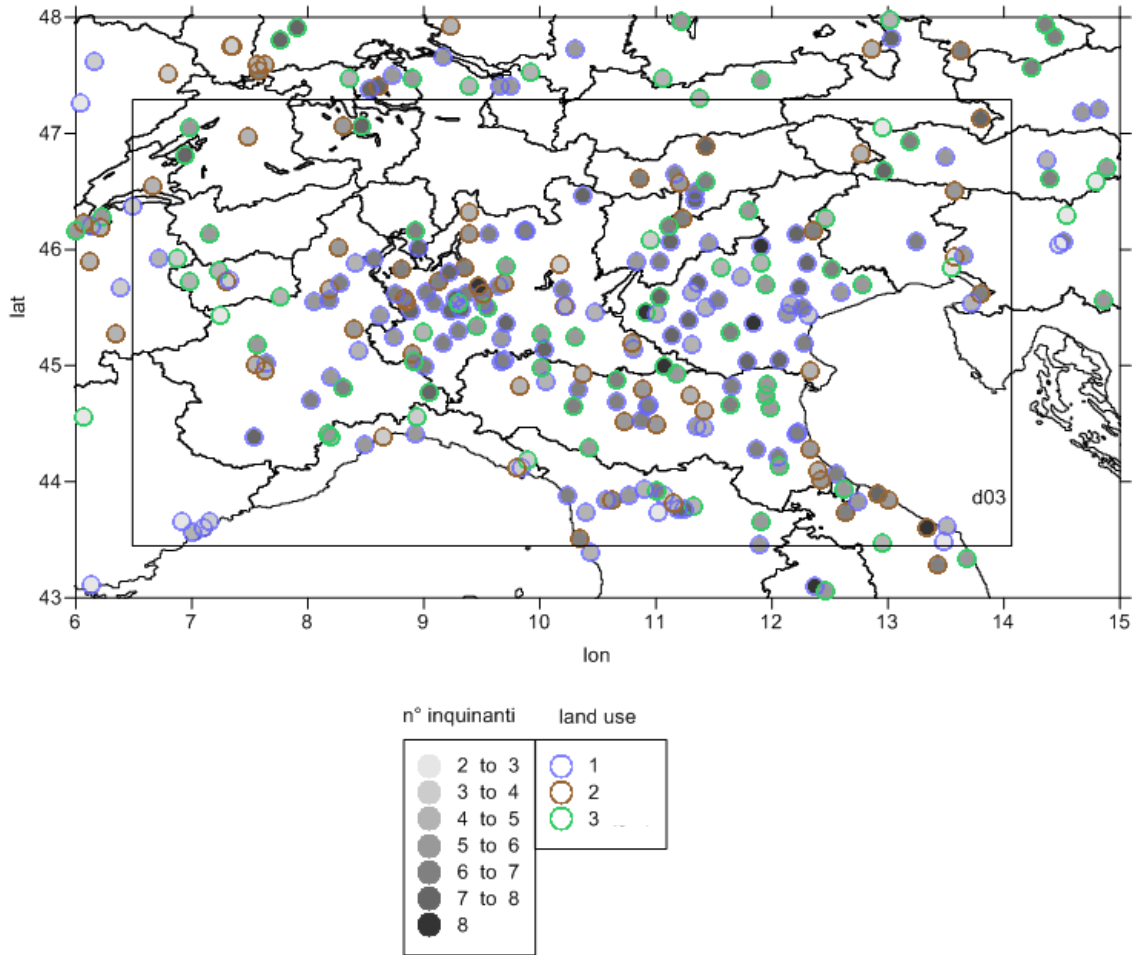 48
47
46
45
44
43
lat
d03
6 7 8 9 10 11 12 13 14 15
lon
n° inquinanti land use
2 to 3 1
3 to 4 2
4 to 5 3
5 to 6
6 to 7
7 to 8
8